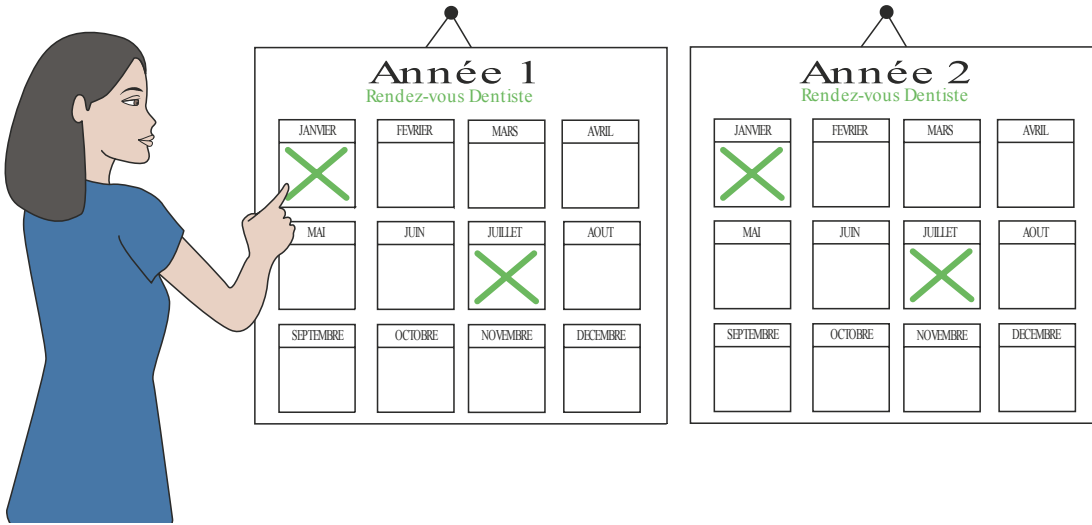 Année 1
Rendez-vous Dentiste
JANVIER FEVRIER MARS AVRIL
MAI JUIN JUILLET AOUT
SEPTEMBRE OCTOBRE NOVEMBRE DECEMBRE
Année 2
Rendez-vous Dentiste
JANVIER FEVRIER MARS AVRIL
MAI JUIN JUILLET AOUT
SEPTEMBRE OCTOBRE NOVEMBRE DECEMBRE